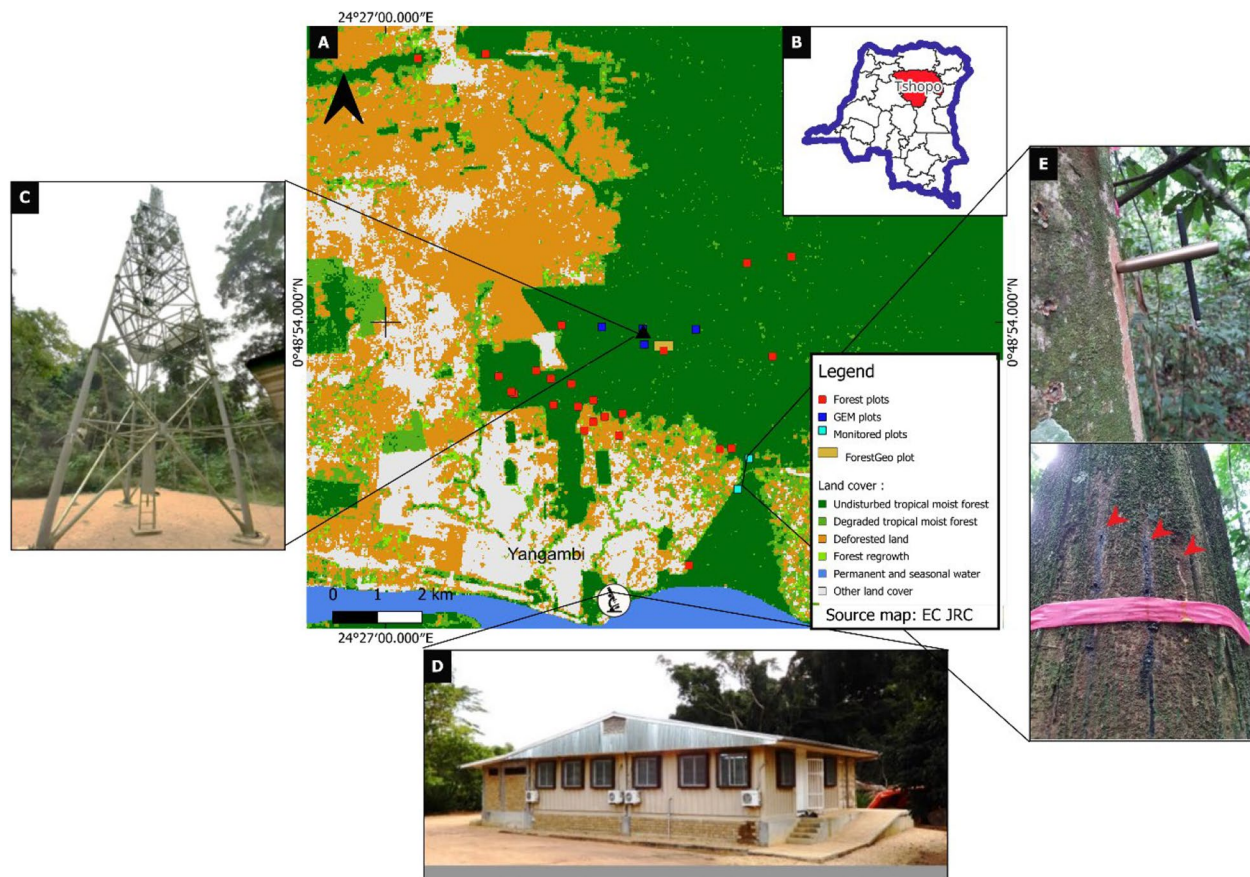 24°27′00.000″E
A
B
Tshopo
C
E
0°48′54.000″N
0°48′54.000″N
Legend
Forest plots
GEM plots
Monitored plots
ForestGeo plot
Land cover :
Undisturbed tropical moist forest
Degraded tropical moist forest
Deforested land
Forest regrowth
Permanent and seasonal water
Other land cover
Source map: EC JRC
Yangambi
0 1 2 km
24°27′00.000″E
D